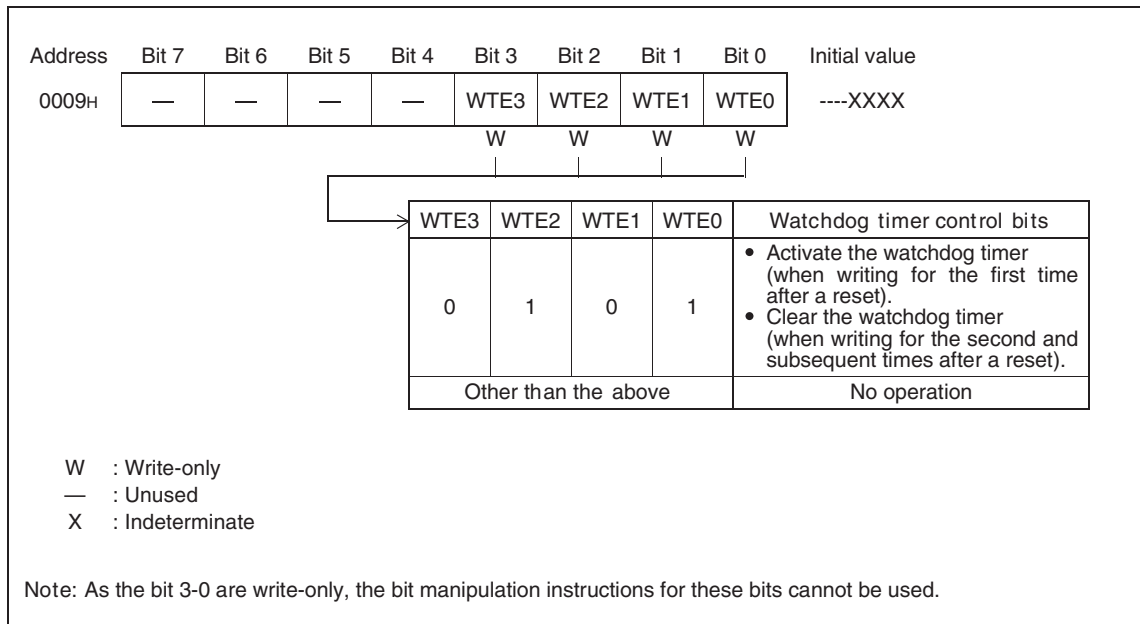 Address Bit 7 Bit 6 Bit 5 Bit 4 Bit 3 Bit 2 Bit 1 Bit 0 Initial value
0009H — — — — WTE3 WTE2 WTE1 WTE0 ----XXXX
W W W W
WTE3 WTE2 WTE1 WTE0 Watchdog timer control bits
0 1 0 1
• Activate the watchdog timer
(when writing for the first time
after a reset).
• Clear the watchdog timer
(when writing for the second and
subsequent times after a reset).
Other than the above No operation
W : Write-only
— : Unused
X : Indeterminate
Note: As the bit 3-0 are write-only, the bit manipulation instructions for these bits cannot be used.